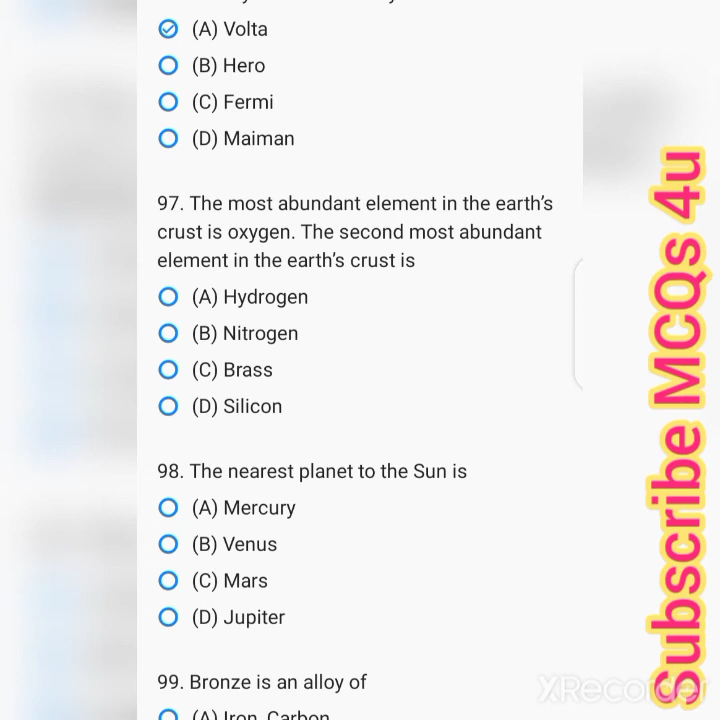 (A) Volta
(B) Hero
(C) Fermi
(D) Maiman
97. The most abundant element in the earth’s
crust is oxygen. The second most abundant
element in the earth’s crust is
(A) Hydrogen
(B) Nitrogen
(C) Brass
(D) Silicon
98. The nearest planet to the Sun is
(A) Mercury
(B) Venus
(C) Mars
(D) Jupiter
99. Bronze is an alloy of
(A) Iron, Carbon
Subscribe MCQs 4u
XRecorder